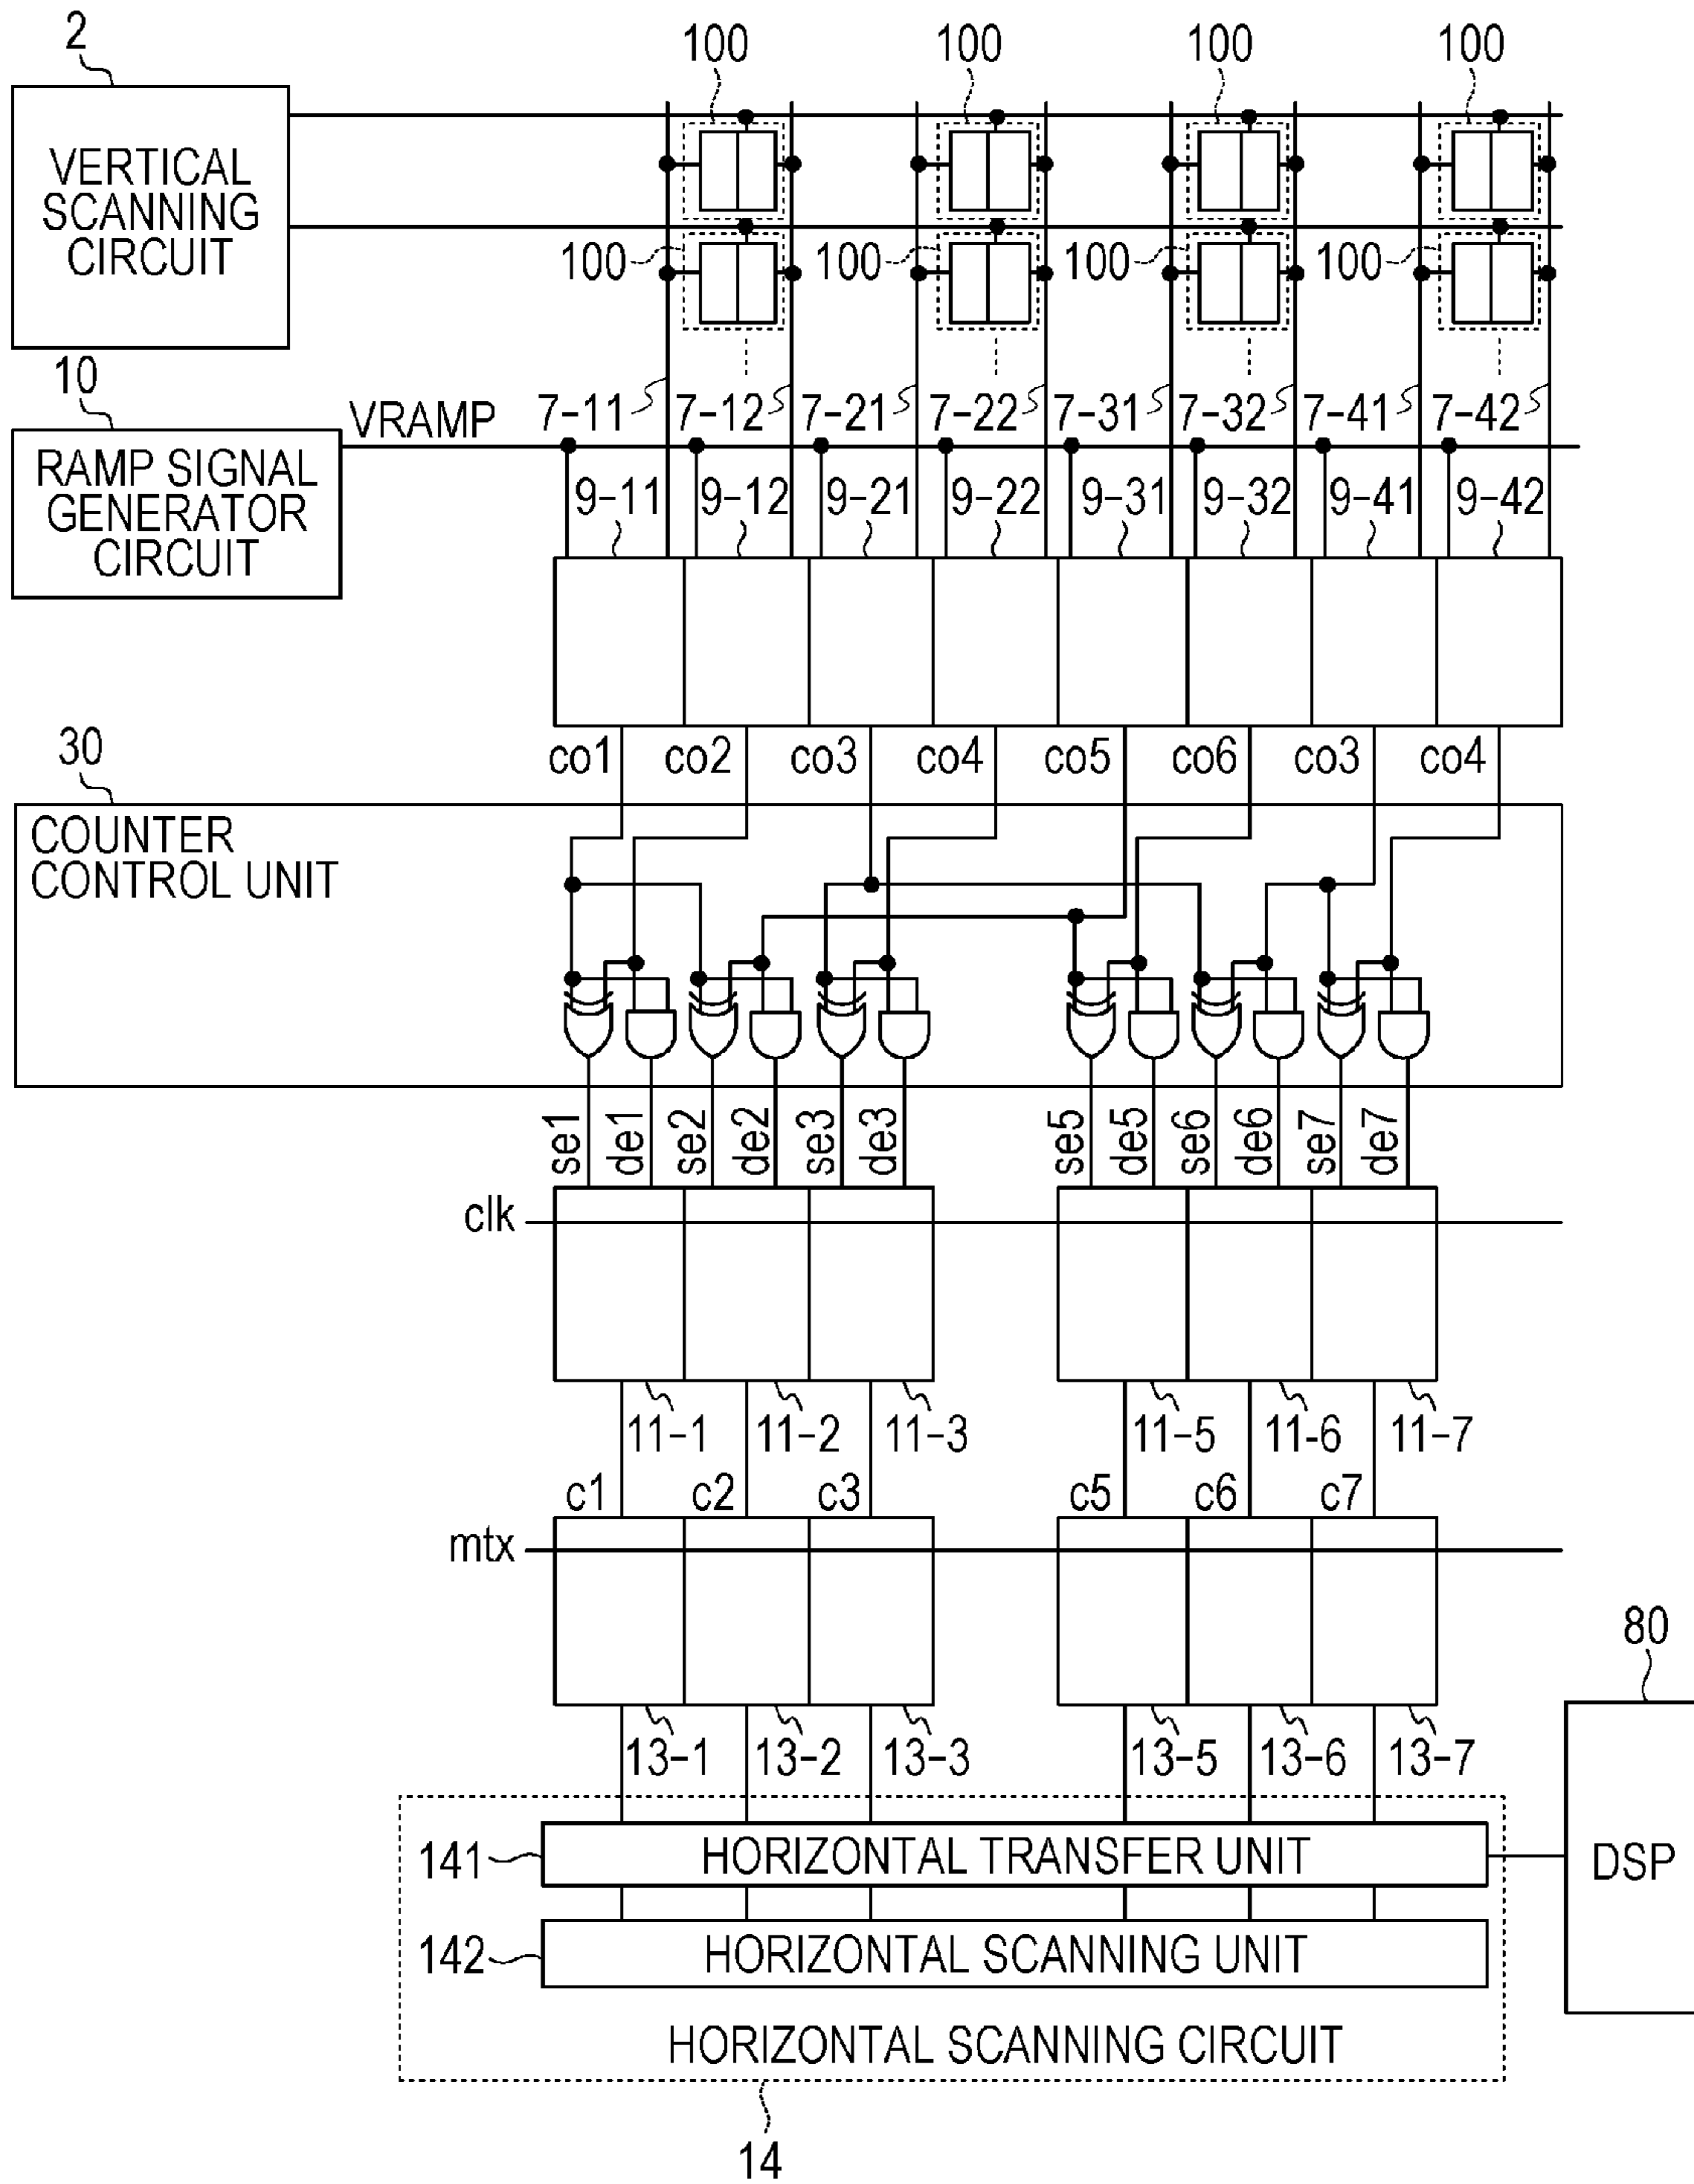 2
100 100 100 100
VERTICAL
SCANNING
CIRCUIT
100 100 100 100
10
VRAMP
7-11 7-12 7-21 7-22 7-31 7-32 7-41 7-42
RAMP SIGNAL
GENERATOR
CIRCUIT
9-11 9-12 9-21 9-22 9-31 9-32 9-41 9-42
30
co1 co2 co3 co4 co5 co6 co3 co4
COUNTER
CONTROL UNIT
se1 de1 se2 de2 se3 de3 se5 de5 se6 de6 se7 de7
clk
11-1 11-2 11-3 11-5 11-6 11-7
c1 c2 c3 c5 c6 c7
mtx
80
13-1 13-2 13-3 13-5 13-6 13-7
141 HORIZONTAL TRANSFER UNIT
DSP
142 HORIZONTAL SCANNING UNIT
HORIZONTAL SCANNING CIRCUIT
14